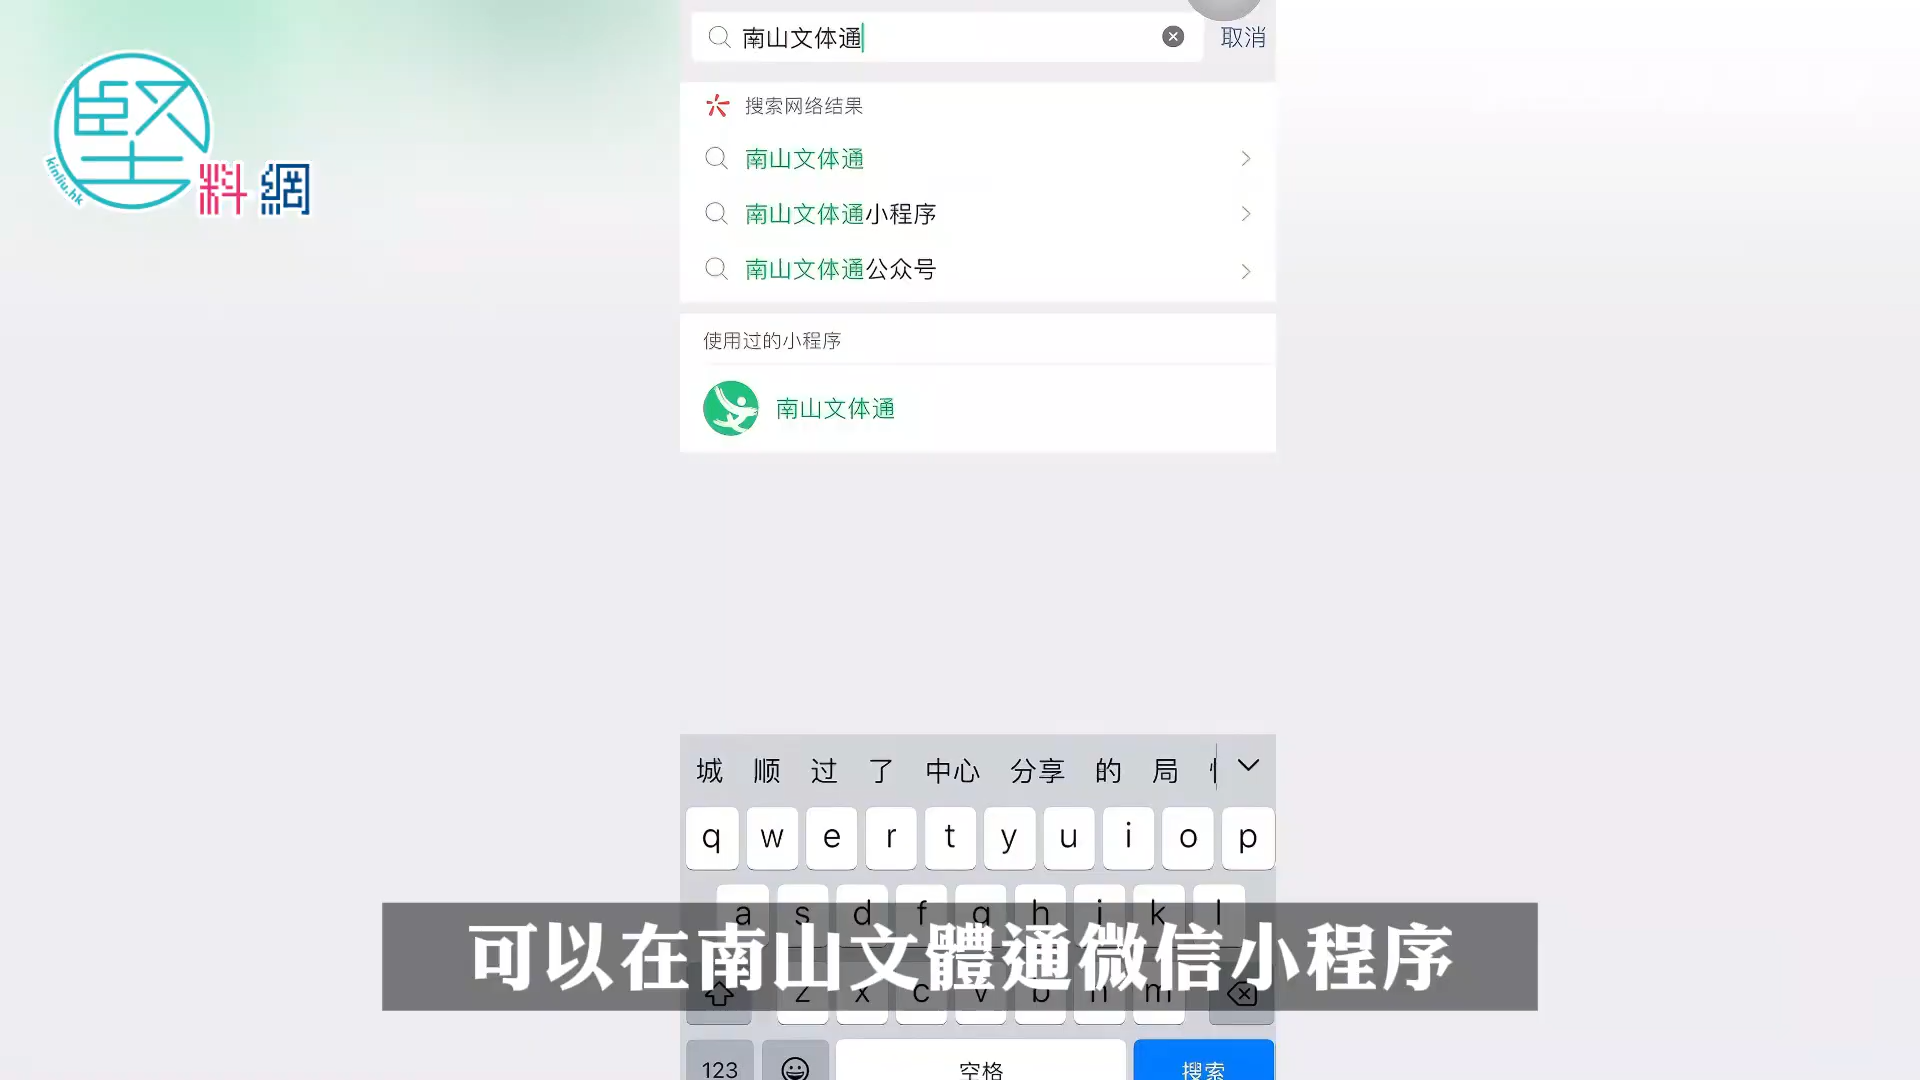 南山文体通
取消
堅料網
kinliu.hk
搜索网络结果
南山文体通
南山文体通小程序
南山文体通公众号
使用过的小程序
南山文体通
城 顺 过 了 中心 分享 的 局
q w e r t y u i o p
a s d f g h j k l
可以在南山文體通微信小程序
z x c v b n m
123 空格 搜索